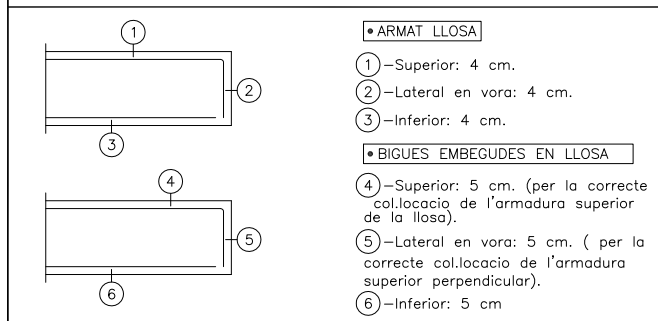 1
2
3
4
5
6
• ARMAT LLOSA
1 -Superior: 4 cm.
2 -Lateral en vora: 4 cm.
3 -Inferior: 4 cm.
• BIGUES EMBEGUDES EN LLOSA
4 -Superior: 5 cm. (per la correcte
col.locacio de l'armadura superior
de la llosa).
5 -Lateral en vora: 5 cm. ( per la
correcte col.locacio de l'armadura
superior perpendicular).
6 -Inferior: 5 cm